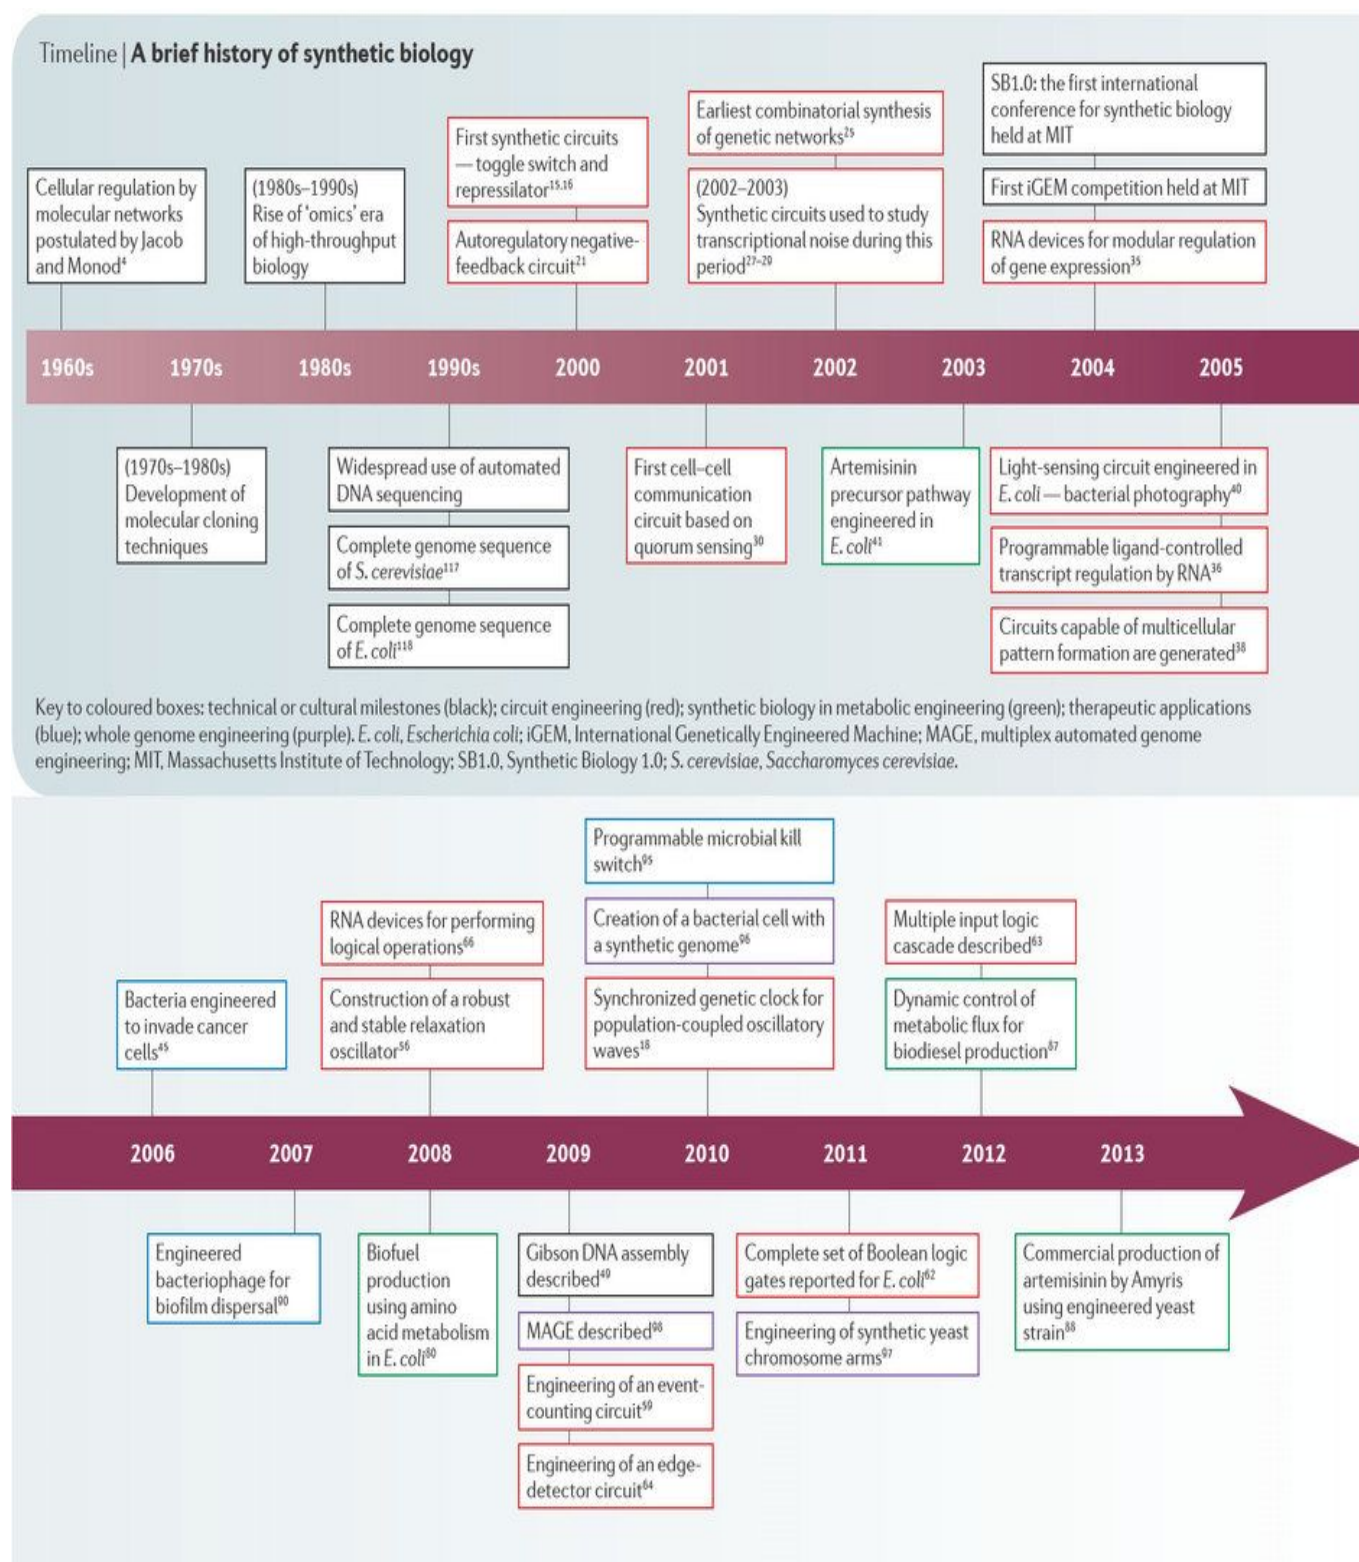 Timeline | A brief history of synthetic biology
Cellular regulation by
molecular networks
postulated by Jacob
and Monod⁴
(1980s–1990s)
Rise of ‘omics’ era
of high-throughput
biology
First synthetic circuits
— toggle switch and
repressilator¹⁵,¹⁶
Autoregulatory negative-
feedback circuit²¹
Earliest combinatorial synthesis
of genetic networks²⁵
(2002–2003)
Synthetic circuits used to study
transcriptional noise during this
period²⁷⁻²⁹
SB1.0: the first international
conference for synthetic biology
held at MIT
First iGEM competition held at MIT
RNA devices for modular regulation
of gene expression³⁵
1960s 1970s 1980s 1990s 2000 2001 2002 2003 2004 2005
(1970s–1980s)
Development of
molecular cloning
techniques
Widespread use of automated
DNA sequencing
Complete genome sequence
of S. cerevisiae¹¹⁷
Complete genome sequence
of E. coli¹¹⁸
First cell–cell
communication
circuit based on
quorum sensing³⁰
Artemisinin
precursor pathway
engineered in
E. coli⁴¹
Light-sensing circuit engineered in
E. coli — bacterial photography⁴⁰
Programmable ligand-controlled
transcript regulation by RNA³⁶
Circuits capable of multicellular
pattern formation are generated³⁸
Key to coloured boxes: technical or cultural milestones (black); circuit engineering (red); synthetic biology in metabolic engineering (green); therapeutic applications
(blue); whole genome engineering (purple). E. coli, Escherichia coli; iGEM, International Genetically Engineered Machine; MAGE, multiplex automated genome
engineering; MIT, Massachusetts Institute of Technology; SB1.0, Synthetic Biology 1.0; S. cerevisiae, Saccharomyces cerevisiae.
Bacteria engineered
to invade cancer
cells⁴⁵
RNA devices for performing
logical operations⁶⁶
Construction of a robust
and stable relaxation
oscillator⁵⁶
Programmable microbial kill
switch⁹⁵
Creation of a bacterial cell with
a synthetic genome⁹⁶
Synchronized genetic clock for
population-coupled oscillatory
waves¹⁸
Multiple input logic
cascade described⁶³
Dynamic control of
metabolic flux for
biodiesel production⁸⁷
2006 2007 2008 2009 2010 2011 2012 2013
Engineered
bacteriophage for
biofilm dispersal⁹⁰
Biofuel
production
using amino
acid metabolism
in E. coli⁸⁰
Gibson DNA assembly
described⁴⁹
MAGE described⁹⁸
Engineering of an event-
counting circuit⁵⁹
Engineering of an edge-
detector circuit⁶⁴
Complete set of Boolean logic
gates reported for E. coli⁶²
Engineering of synthetic yeast
chromosome arms⁹⁷
Commercial production of
artemisinin by Amyris
using engineered yeast
strain⁸⁸